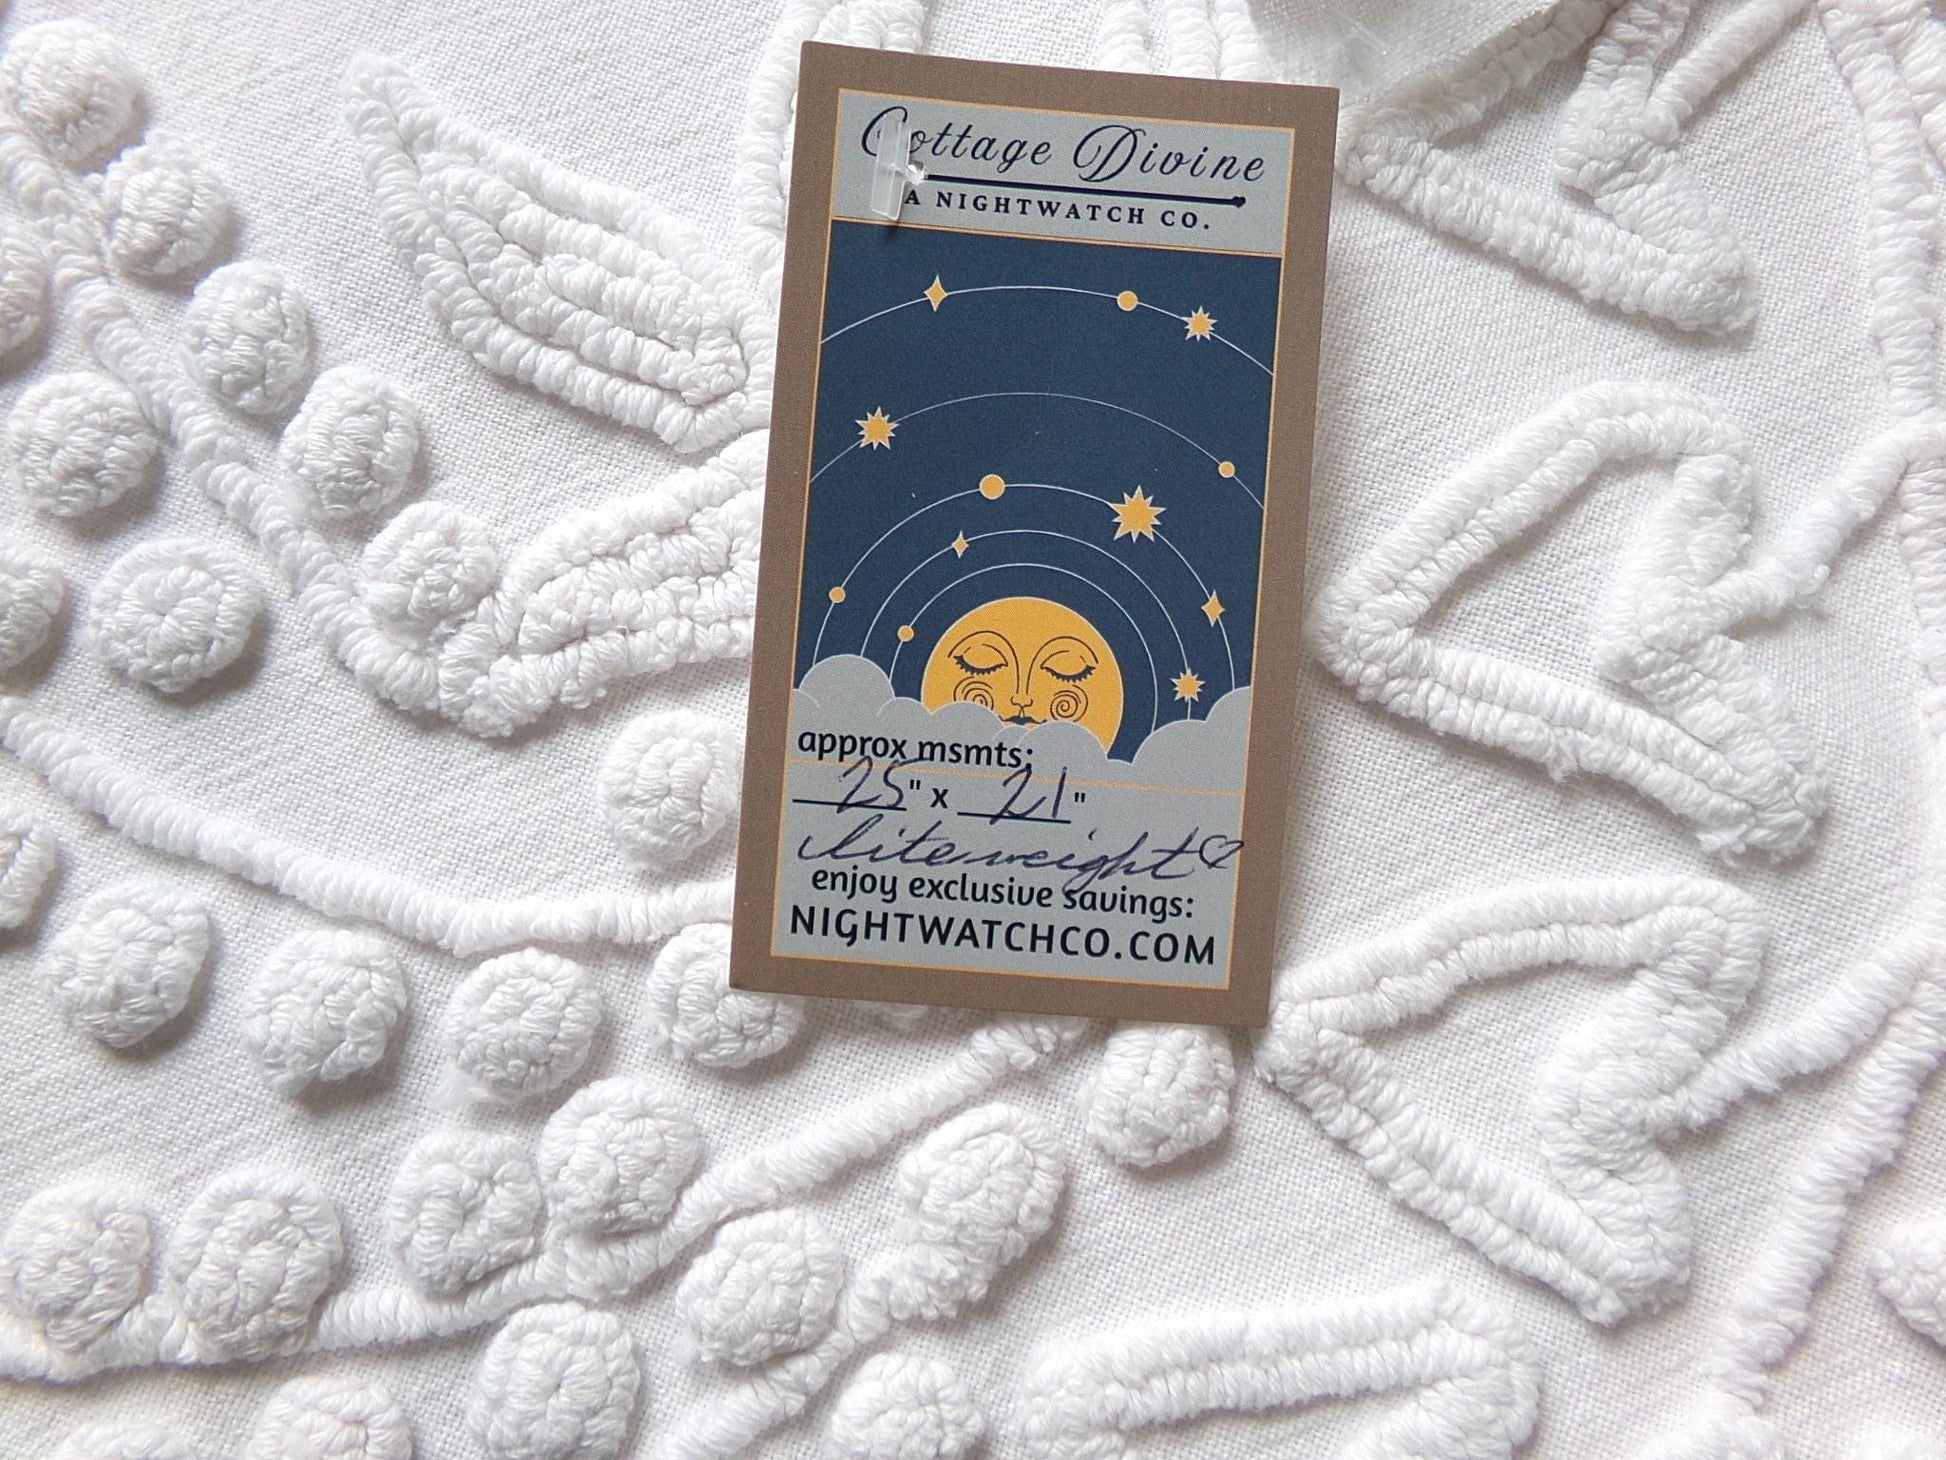 Cottage Divine
A NIGHTWATCH CO.
approx msmts:
25" x 21"
liteweight♡
enjoy exclusive savings:
NIGHTWATCHCO.COM